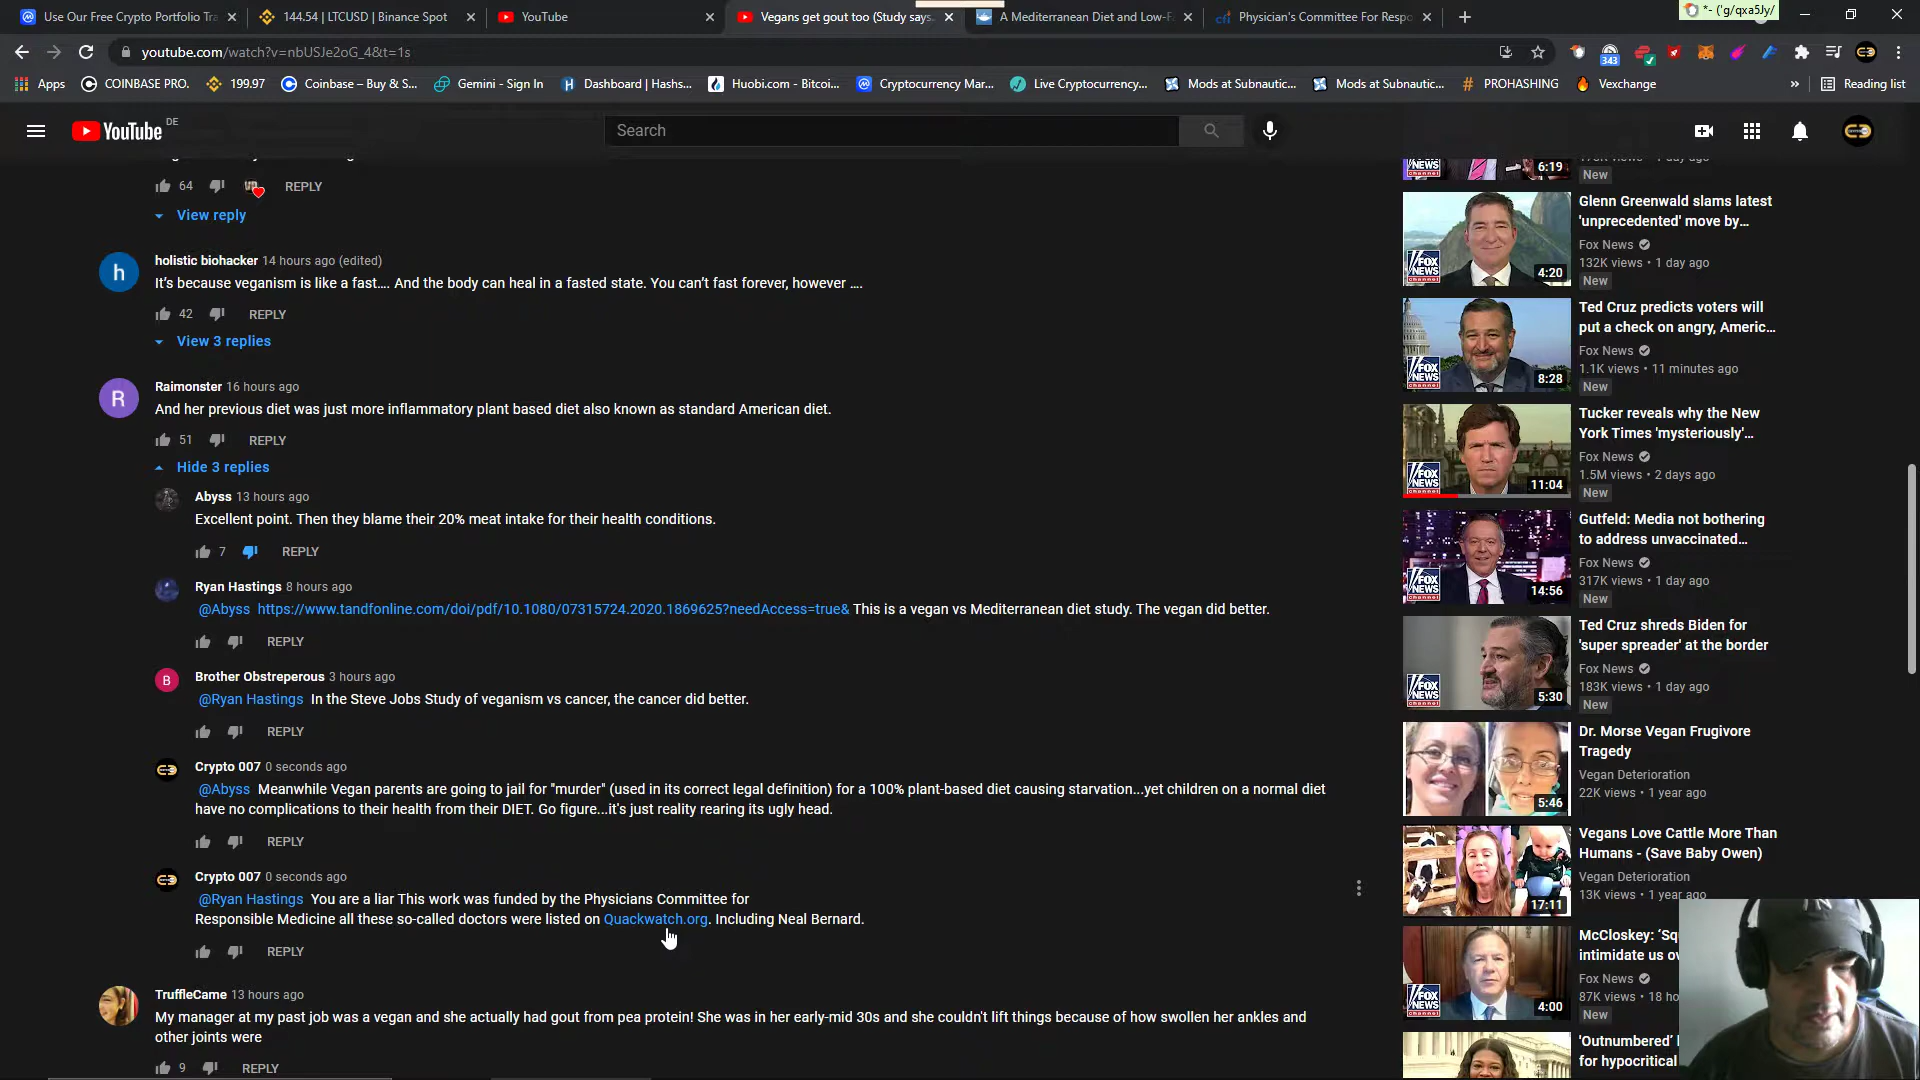 Use Our Free Crypto Portfolio Tra
144.54 | LTCUSD | Binance Spot
YouTube
Vegans get gout too (Study says
A Mediterranean Diet and Low-F
Physician's Committee For Respo
*- ('g/qxa5Jy/
youtube.com/watch?v=nbUSJe2oG_4&t=1s
343
Apps
COINBASE PRO.
199.97
Coinbase – Buy & S...
Gemini - Sign In
Dashboard | Hashs...
Huobi.com - Bitcoi...
Cryptocurrency Mar...
Live Cryptocurrency...
Mods at Subnautic...
Mods at Subnautic...
PROHASHING
Vexchange
»
Reading list
YouTube DE
Search
64
REPLY
View reply
holistic biohacker 14 hours ago (edited)
It's because veganism is like a fast.... And the body can heal in a fasted state. You can't fast forever, however ....
42
REPLY
View 3 replies
Raimonster 16 hours ago
And her previous diet was just more inflammatory plant based diet also known as standard American diet.
51
REPLY
Hide 3 replies
Abyss 13 hours ago
Excellent point. Then they blame their 20% meat intake for their health conditions.
7
REPLY
Ryan Hastings 8 hours ago
@Abyss https://www.tandfonline.com/doi/pdf/10.1080/07315724.2020.1869625?needAccess=true& This is a vegan vs Mediterranean diet study. The vegan did better.
REPLY
Brother Obstreperous 3 hours ago
@Ryan Hastings In the Steve Jobs Study of veganism vs cancer, the cancer did better.
REPLY
Crypto 007 0 seconds ago
@Abyss Meanwhile Vegan parents are going to jail for "murder" (used in its correct legal definition) for a 100% plant-based diet causing starvation...yet children on a normal diet
have no complications to their health from their DIET. Go figure...it's just reality rearing its ugly head.
REPLY
Crypto 007 0 seconds ago
@Ryan Hastings You are a liar This work was funded by the Physicians Committee for
Responsible Medicine all these so-called doctors were listed on Quackwatch.org. Including Neal Bernard.
REPLY
TruffleCame 13 hours ago
My manager at my past job was a vegan and she actually had gout from pea protein! She was in her early-mid 30s and she couldn't lift things because of how swollen her ankles and
other joints were
9
REPLY
6:19
New
4:20
Glenn Greenwald slams latest
'unprecedented' move by...
Fox News
132K views • 1 day ago
New
8:28
Ted Cruz predicts voters will
put a check on angry, Americ...
Fox News
1.1K views • 11 minutes ago
New
11:04
Tucker reveals why the New
York Times 'mysteriously'...
Fox News
1.5M views • 2 days ago
New
14:56
Gutfeld: Media not bothering
to address unvaccinated...
Fox News
317K views • 1 day ago
New
5:30
Ted Cruz shreds Biden for
'super spreader' at the border
Fox News
183K views • 1 day ago
New
5:46
Dr. Morse Vegan Frugivore
Tragedy
Vegan Deterioration
22K views • 1 year ago
17:11
Vegans Love Cattle More Than
Humans - (Save Baby Owen)
Vegan Deterioration
13K views • 1 year ago
4:00
McCloskey: 'Sq
intimidate us ov
Fox News
87K views • 18 ho
New
'Outnumbered'
for hypocritical